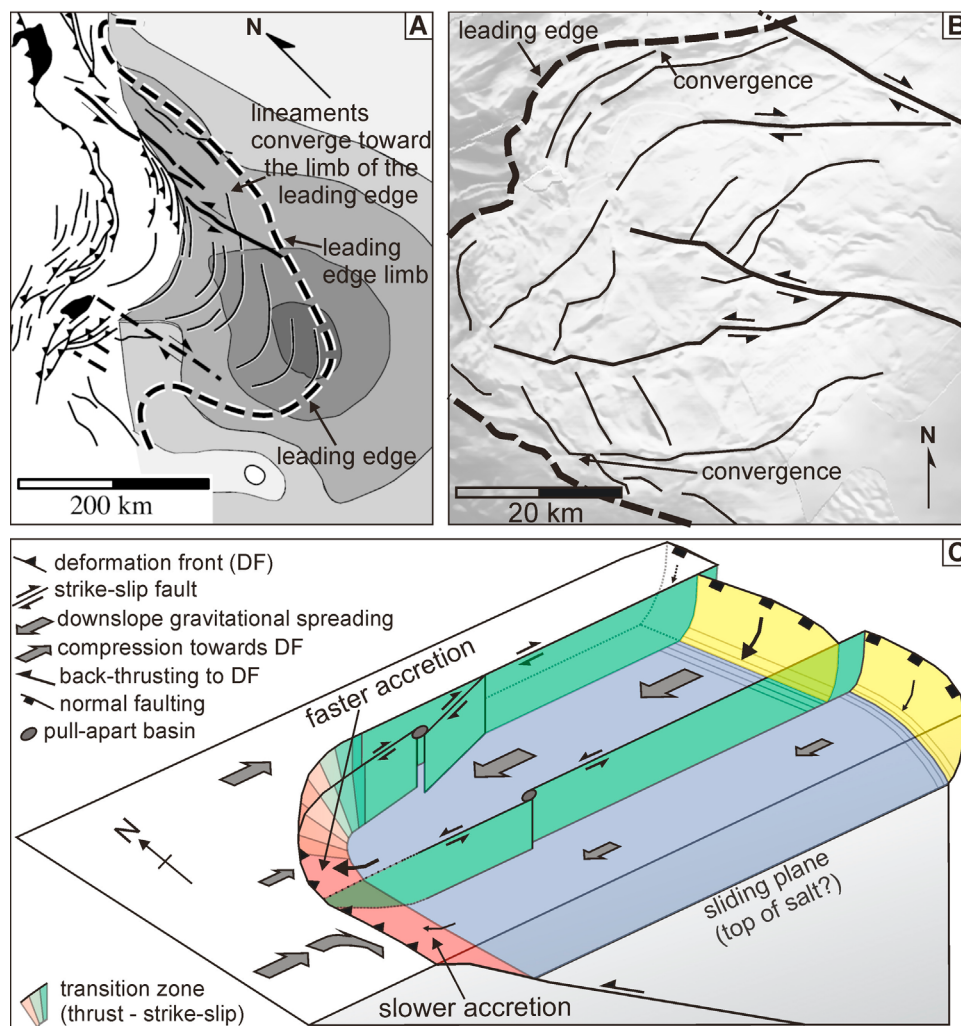 A
N
lineaments
converge toward
the limb of the
leading edge
leading
edge limb
leading edge
200 km
B
leading edge
convergence
convergence
N
20 km
C
deformation front (DF)
strike-slip fault
downslope gravitational spreading
compression towards DF
back-thrusting to DF
normal faulting
pull-apart basin
faster accretion
N
sliding plane
(top of salt?)
transition zone
(thrust - strike-slip)
slower accretion